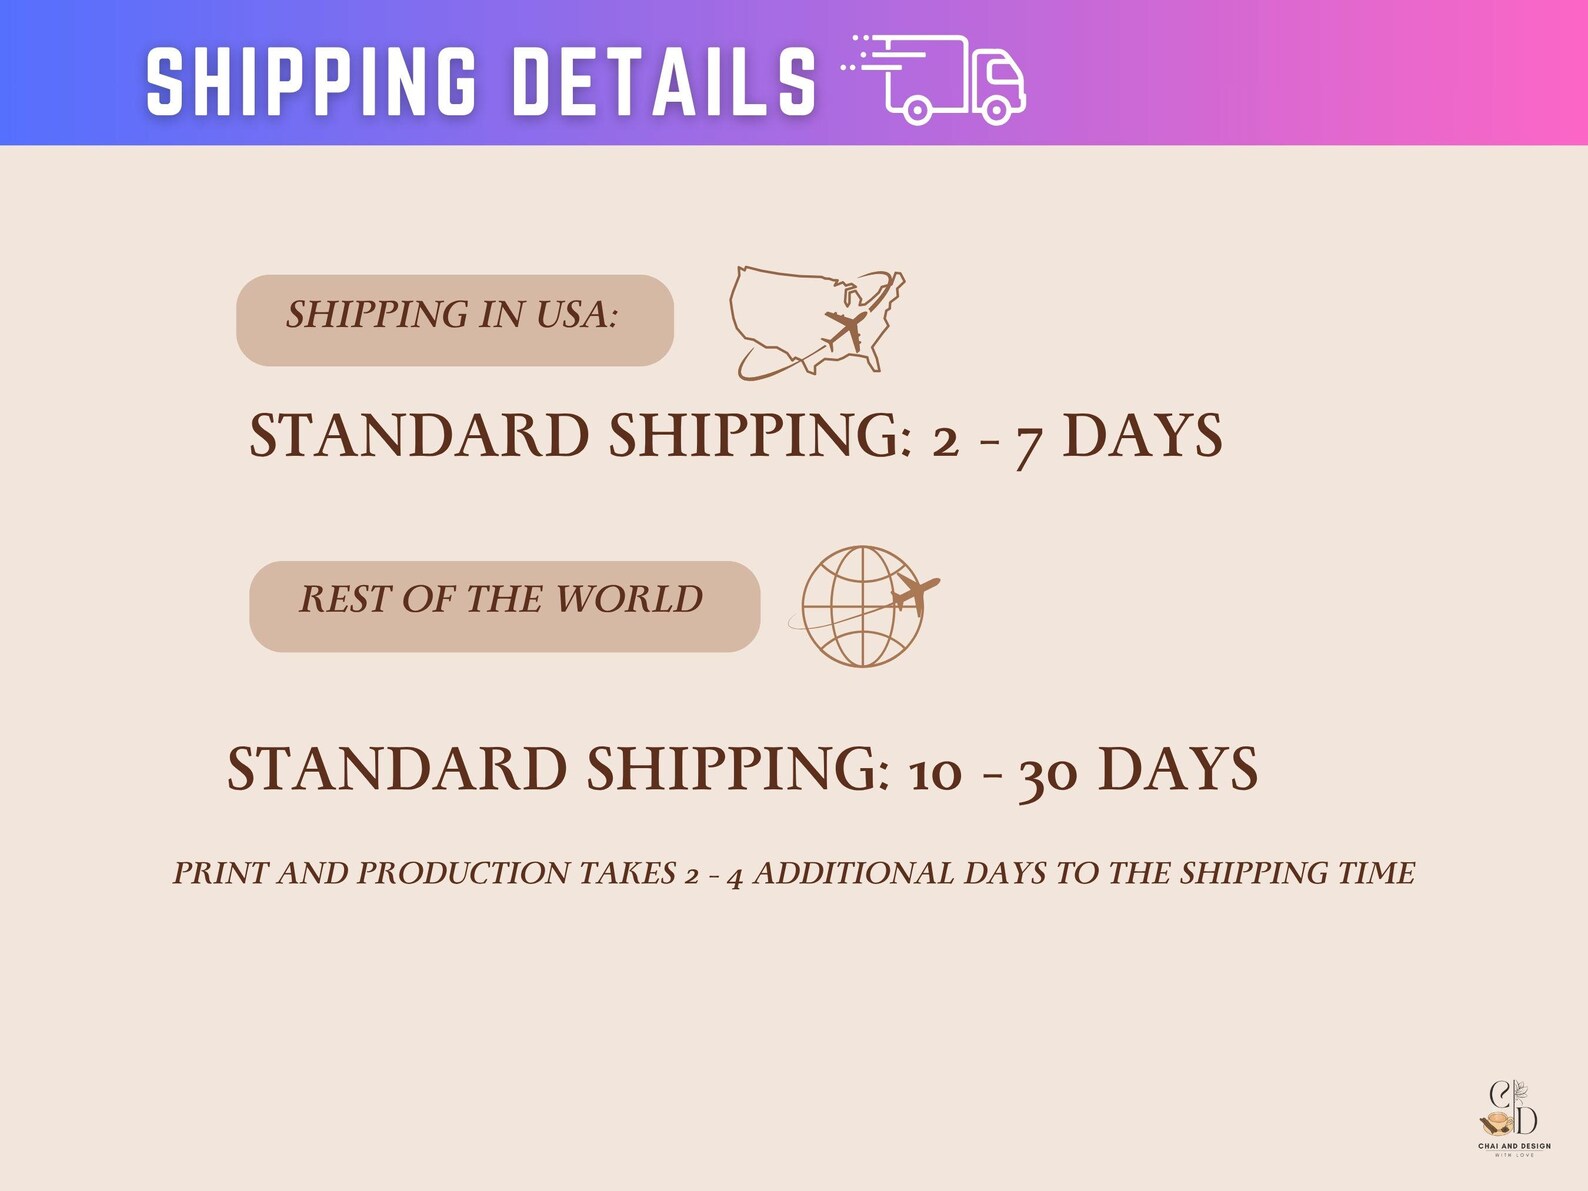 SHIPPING DETAILS
SHIPPING IN USA:
STANDARD SHIPPING: 2 - 7 DAYS
REST OF THE WORLD
STANDARD SHIPPING: 10 - 30 DAYS
PRINT AND PRODUCTION TAKES 2 - 4 ADDITIONAL DAYS TO THE SHIPPING TIME
C D
CHAI AND DESIGN
WITH LOVE